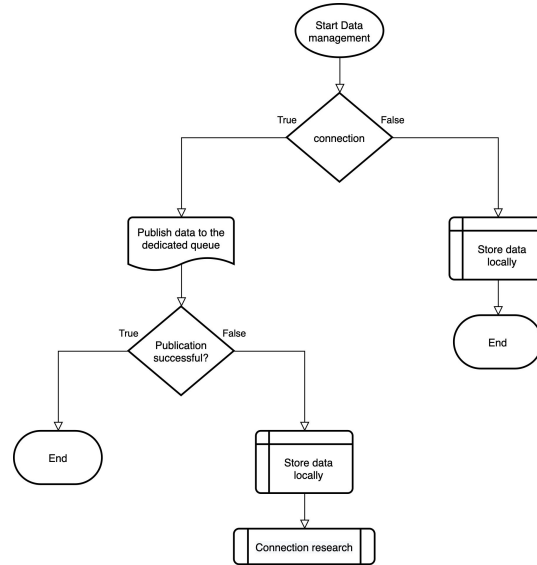 Start Data
management
True
False
connection
Publish data to the
dedicated queue
Store data
locally
True
False
Publication
successful?
End
End
Store data
locally
Connection research